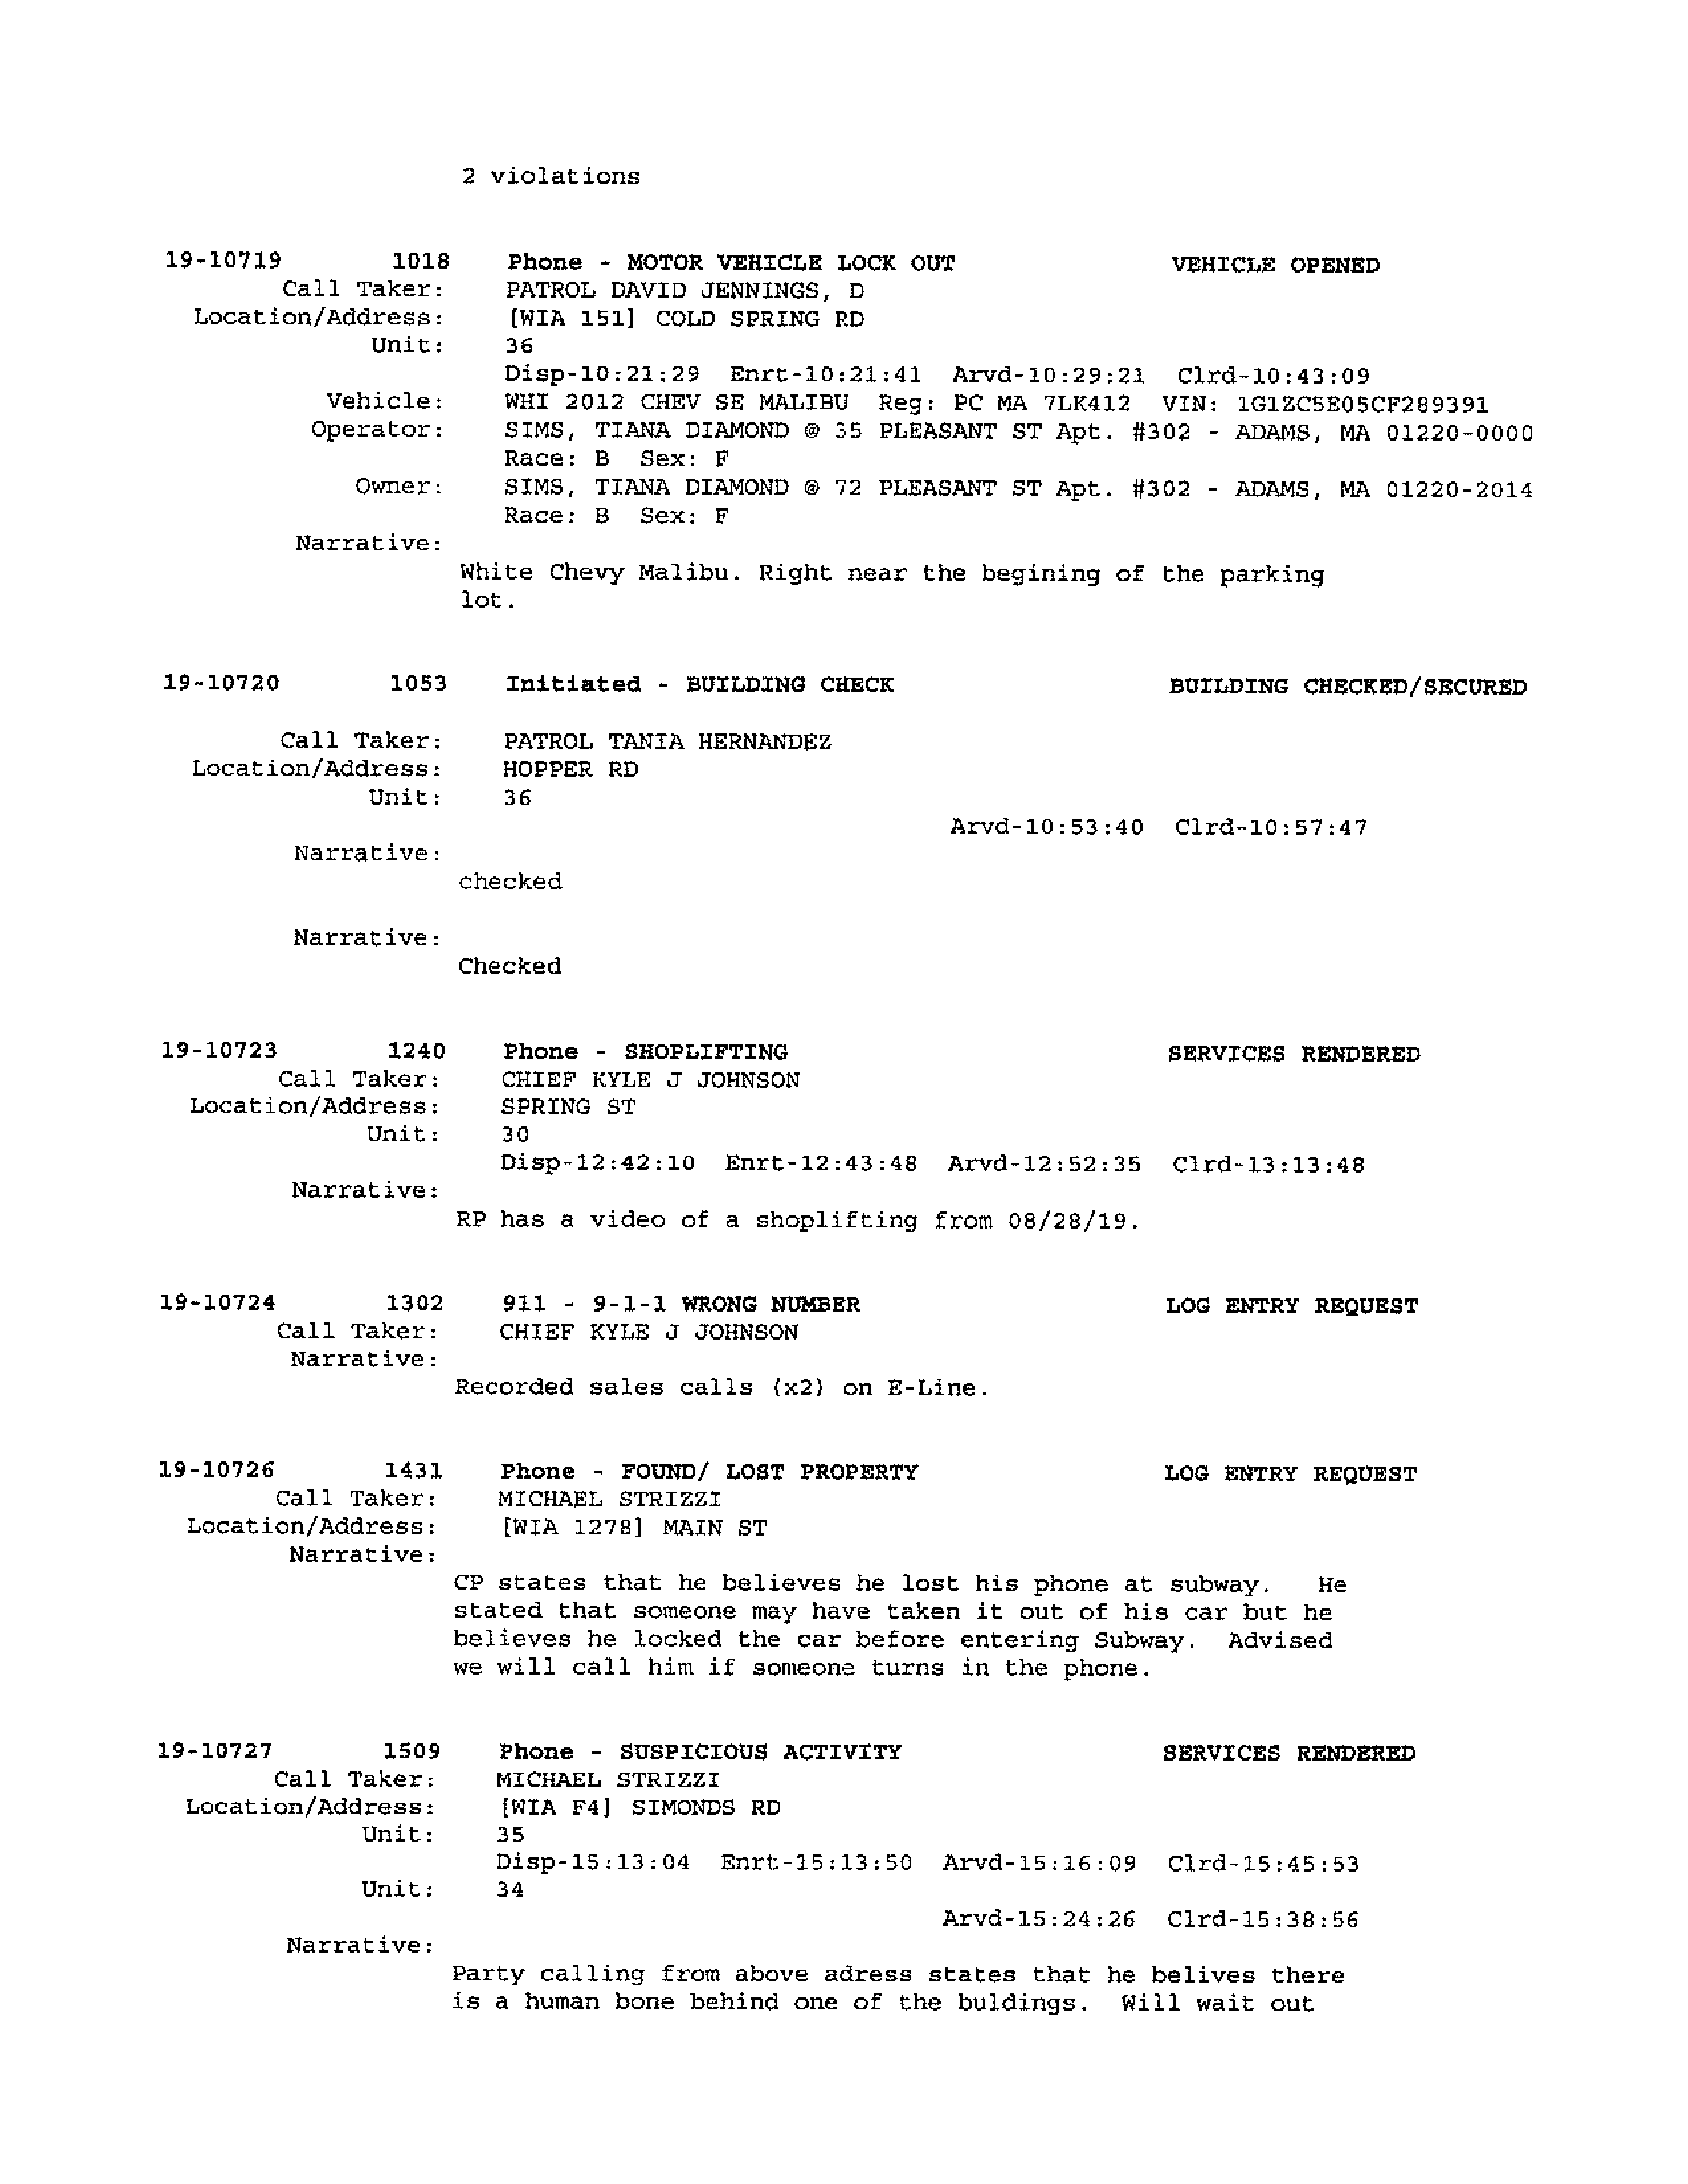 2 violations
19-10719 1018 Phone - MOTOR VEHICLE LOCK OUT VEHICLE OPENED
Call Taker: PATROL DAVID JENNINGS, D
Location/Address: [WIA 151] COLD SPRING RD
Unit: 36
Disp-10:21:29 Enrt-10:21:41 Arvd-10:29:21 Clrd-10:43:09
Vehicle: WHI 2012 CHEV SE MALIBU Reg: PC MA 7LK412 VIN: 1G1ZC5E05CF289391
Operator: SIMS, TIANA DIAMOND @ 35 PLEASANT ST Apt. #302 - ADAMS, MA 01220-0000
Race: B Sex: F
Owner: SIMS, TIANA DIAMOND @ 72 PLEASANT ST Apt. #302 - ADAMS, MA 01220-2014
Race: B Sex: F
Narrative:
White Chevy Malibu. Right near the begining of the parking
lot.
19-10720 1053 Initiated - BUILDING CHECK BUILDING CHECKED/SECURED
Call Taker: PATROL TANIA HERNANDEZ
Location/Address: HOPPER RD
Unit: 36
Arvd-10:53:40 Clrd-10:57:47
Narrative:
checked
Narrative:
Checked
19-10723 1240 Phone - SHOPLIFTING SERVICES RENDERED
Call Taker: CHIEF KYLE J JOHNSON
Location/Address: SPRING ST
Unit: 30
Disp-12:42:10 Enrt-12:43:48 Arvd-12:52:35 Clrd-13:13:48
Narrative:
RP has a video of a shoplifting from 08/28/19.
19-10724 1302 911 - 9-1-1 WRONG NUMBER LOG ENTRY REQUEST
Call Taker: CHIEF KYLE J JOHNSON
Narrative:
Recorded sales calls (x2) on E-Line.
19-10726 1431 Phone - FOUND/ LOST PROPERTY LOG ENTRY REQUEST
Call Taker: MICHAEL STRIZZI
Location/Address: [WIA 1278] MAIN ST
Narrative:
CP states that he believes he lost his phone at subway. He
stated that someone may have taken it out of his car but he
believes he locked the car before entering Subway. Advised
we will call him if someone turns in the phone.
19-10727 1509 Phone - SUSPICIOUS ACTIVITY SERVICES RENDERED
Call Taker: MICHAEL STRIZZI
Location/Address: [WIA F4] SIMONDS RD
Unit: 35
Disp-15:13:04 Enrt-15:13:50 Arvd-15:16:09 Clrd-15:45:53
Unit: 34
Arvd-15:24:26 Clrd-15:38:56
Narrative:
Party calling from above adress states that he belives there
is a human bone behind one of the buldings. Will wait out